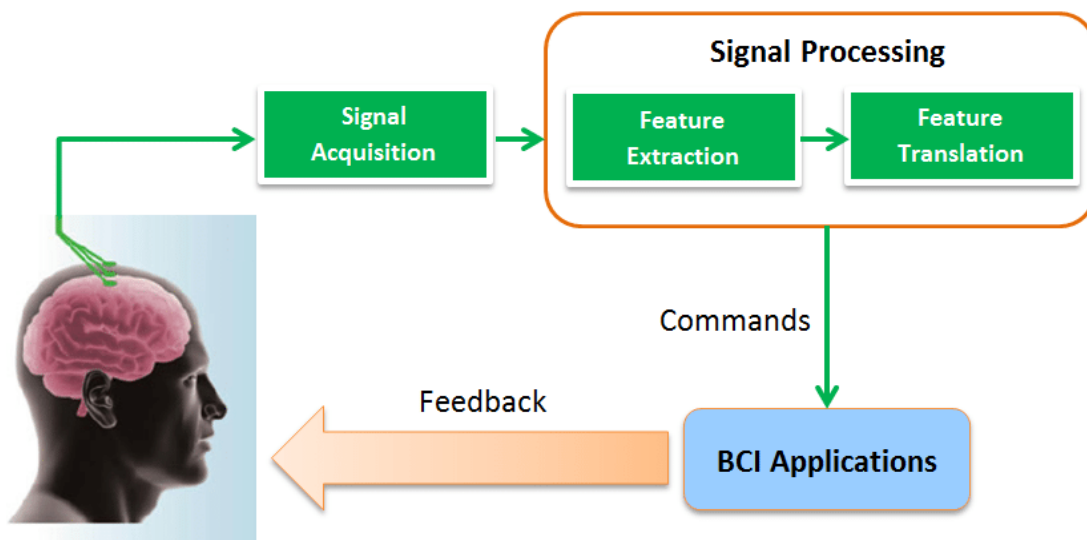 Signal Processing
Signal
Acquisition
Feature
Extraction
Feature
Translation
Commands
Feedback
BCI Applications